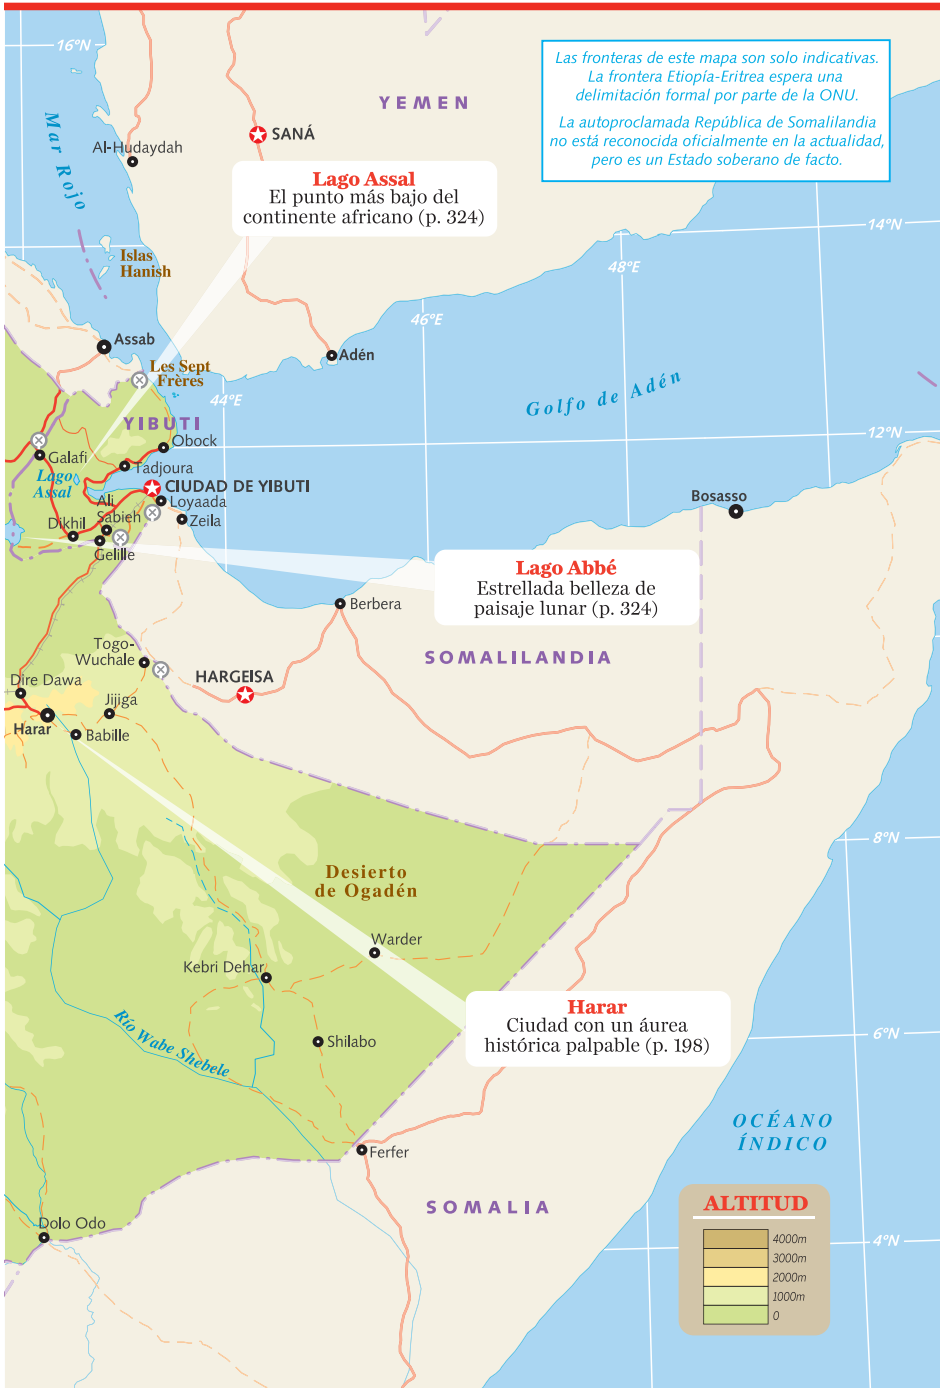 16°N
Las fronteras de este mapa son solo indicativas.
La frontera Etiopía-Eritrea espera una
delimitación formal por parte de la ONU.
La autoproclamada República de Somalilandia
no está reconocida oficialmente en la actualidad,
pero es un Estado soberano de facto.
YEMEN
SANÁ
Mar Rojo
Al-Hudaydah
Lago Assal
El punto más bajo del
continente africano (p. 324)
14°N
Islas
Hanish
48°E
46°E
Assab
Adén
Les Sept
Frères
44°E
Golfo de Adén
YIBUTI
12°N
Obock
Galafi
Tadjoura
Lago
Assal
CIUDAD DE YIBUTI
Ali
Sabieh
Loyaada
Bosasso
Dikhil
Zeila
Gelille
Lago Abbé
Estrellada belleza de
paisaje lunar (p. 324)
Berbera
Togo-
Wuchale
SOMALILANDIA
HARGEISA
Dire Dawa
Jijiga
Harar
Babille
8°N
Desierto
de Ogadén
Warder
Kebri Dehar
Harar
Ciudad con un áurea
histórica palpable (p. 198)
Río Wabe Shebele
Shilabo
6°N
OCÉANO
ÍNDICO
Ferfer
SOMALIA
ALTITUD
Dolo Odo
4000m
3000m
2000m
1000m
0
4°N